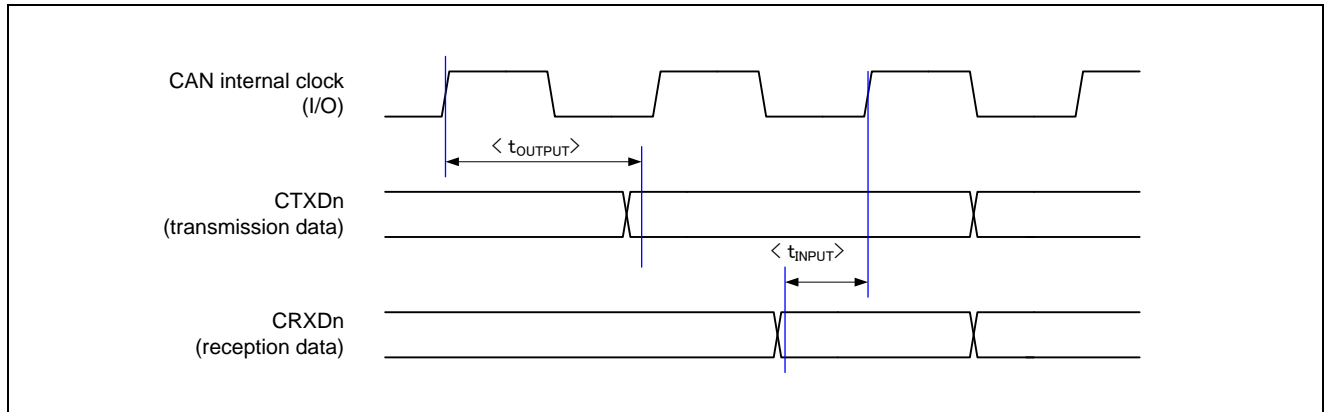 CAN internal clock
(I/O)
< tOUTPUT>
CTXDn
(transmission data)
< tINPUT>
CRXDn
(reception data)